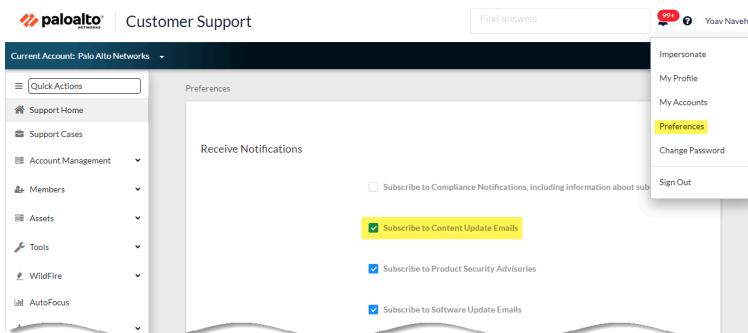 paloalto Customer Support
NETWORKS
Find answers
99+
Yoav Naveh
Current Account: Palo Alto Networks
Quick Actions
Support Home
Support Cases
Account Management
Members
Assets
Tools
WildFire
AutoFocus
Preferences
Receive Notifications
Subscribe to Compliance Notifications, including information about sub
Subscribe to Content Update Emails
Subscribe to Product Security Advisories
Subscribe to Software Update Emails
Impersonate
My Profile
My Accounts
Preferences
Change Password
Sign Out